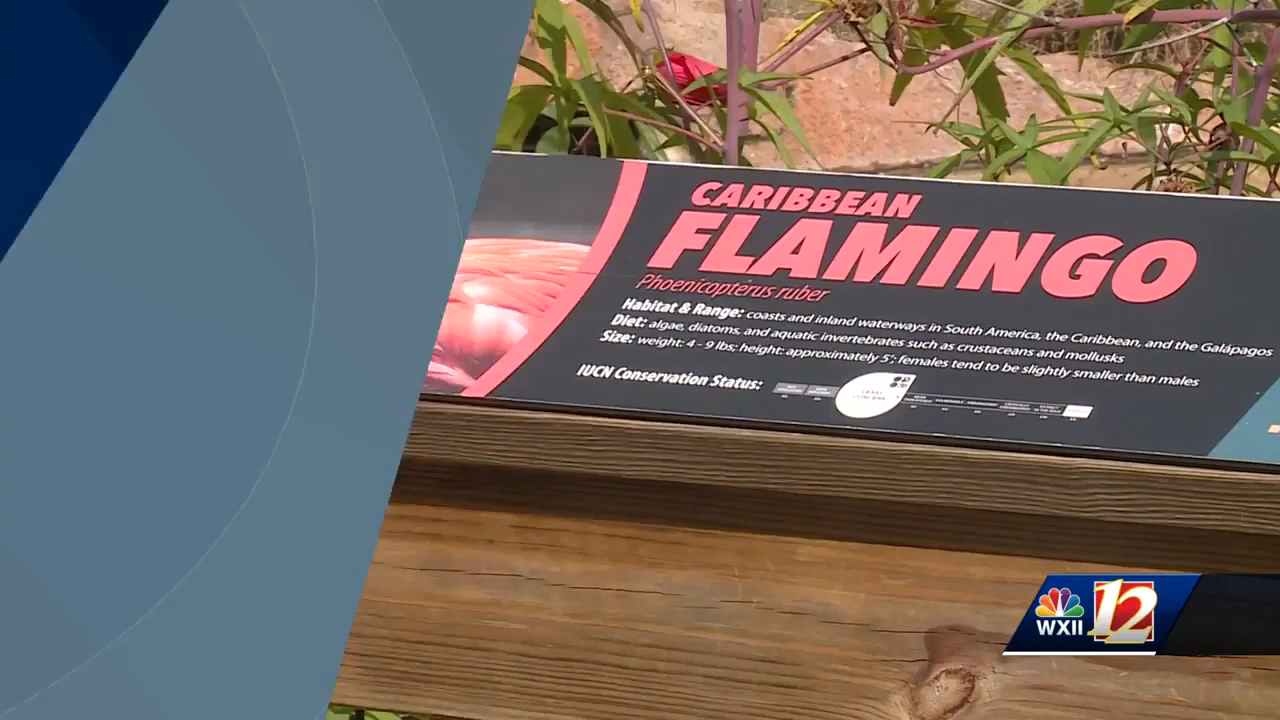 CARIBBEAN
FLAMINGO
Phoenicopterus ruber
Habitat & Range: coasts and inland waterways in South America, the Caribbean, and the Galápagos
Diet: algae, diatoms, and aquatic invertebrates such as crustaceans and mollusks
Size: weight: 4 - 9 lbs; height: approximately 5'; females tend to be slightly smaller than males
IUCN Conservation Status:
LEAST
CONCERN
WXII 12